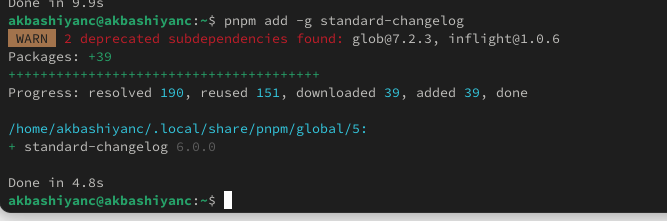 Done in 9.9s
akbashiyanc@akbashiyanc:~$ pnpm add -g standard-changelog
WARN 2 deprecated subdependencies found: glob@7.2.3, inflight@1.0.6
Packages: +39
+++++++++++++++++++++++++++++++++++++++
Progress: resolved 190, reused 151, downloaded 39, added 39, done
/home/akbashiyanc/.local/share/pnpm/global/5:
+ standard-changelog 6.0.0
Done in 4.8s
akbashiyanc@akbashiyanc:~$